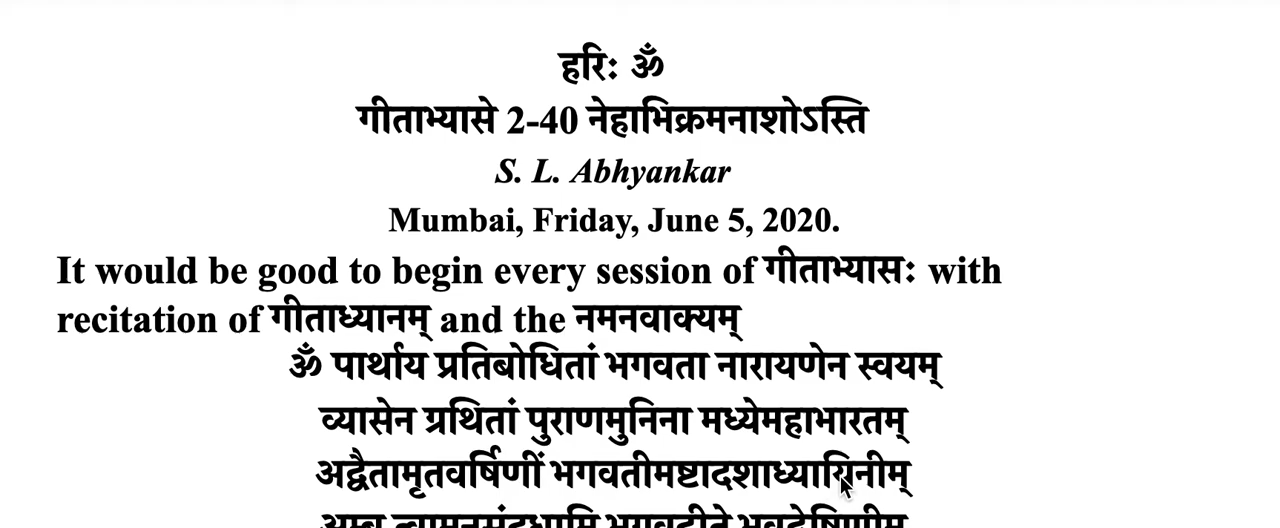 हरिः ॐ
गीताभ्यासे 2-40 नेहाभिक्रमनाशोऽस्ति
S. L. Abhyankar
Mumbai, Friday, June 5, 2020.
It would be good to begin every session of गीताभ्यासः with
recitation of गीताध्यानम् and the नमनवाक्यम्
ॐ पार्थाय प्रतिबोधितां भगवता नारायणेन स्वयम्
व्यासेन ग्रथितां पुराणमुनिना मध्येमहाभारतम्
अद्वैतामृतवर्षिणीं भगवतीमष्टादशाध्यायिनीम्